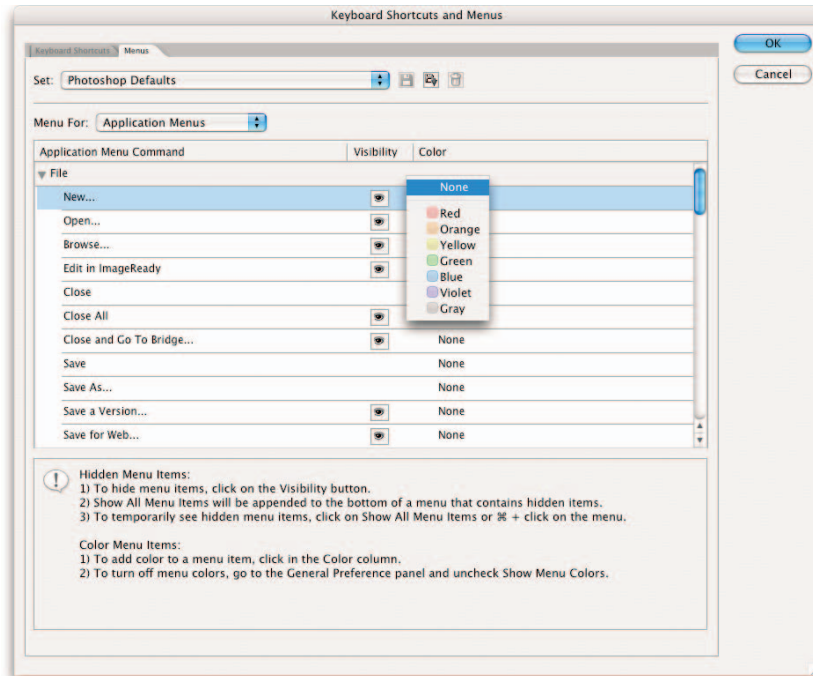 Keyboard Shortcuts and Menus
Keyboard Shortcuts Menus
OK
Set: Photoshop Defaults
Cancel
Menu For: Application Menus
Application Menu Command Visibility Color
File
New... None
Open... Red
Orange
Browse... Yellow
Edit in ImageReady Green
Blue
Close Violet
Close All Gray
Close and Go To Bridge... None
Save None
Save As... None
Save a Version... None
Save for Web... None
Hidden Menu Items:
1) To hide menu items, click on the Visibility button.
2) Show All Menu Items will be appended to the bottom of a menu that contains hidden items.
3) To temporarily see hidden menu items, click on Show All Menu Items or ⌘ + click on the menu.
Color Menu Items:
1) To add color to a menu item, click in the Color column.
2) To turn off menu colors, go to the General Preference panel and uncheck Show Menu Colors.